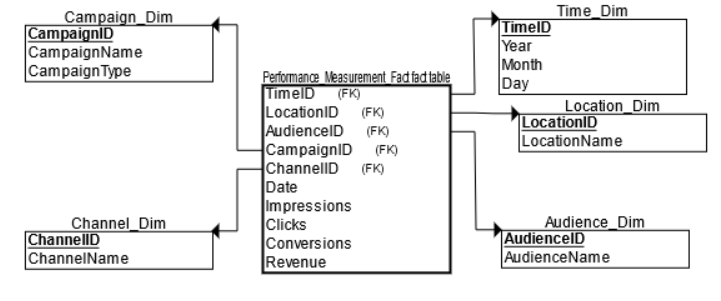 Campaign_Dim
CampaignID
CampaignName
CampaignType
Channel_Dim
ChannelID
ChannelName
Performance_Measurement_Fact fact table
TimeID (FK)
LocationID (FK)
AudienceID (FK)
CampaignID (FK)
ChannelID (FK)
Date
Impressions
Clicks
Conversions
Revenue
Time_Dim
TimeID
Year
Month
Day
Location_Dim
LocationID
LocationName
Audience_Dim
AudienceID
AudienceName